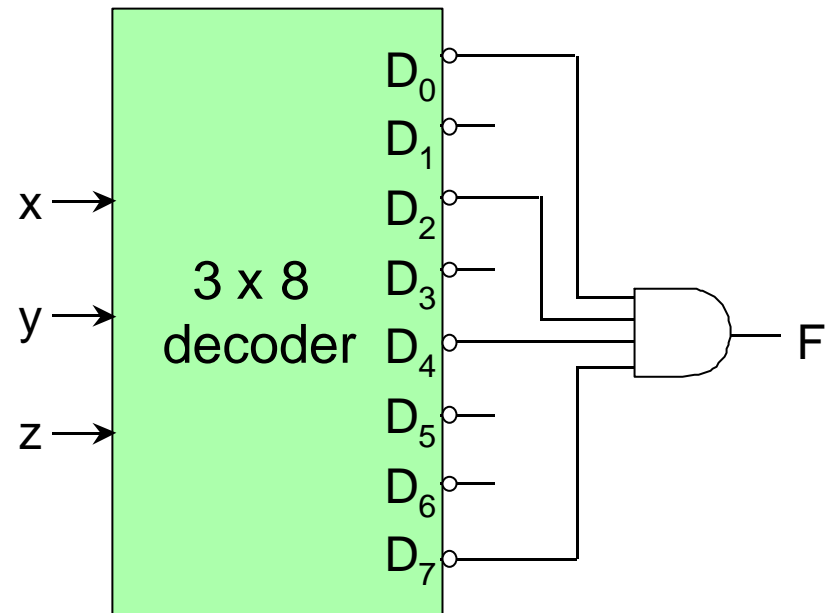 D₀
D₁
x
D₂
3 x 8
D₃
y
decoder
D₄
F
z
D₅
D₆
D₇